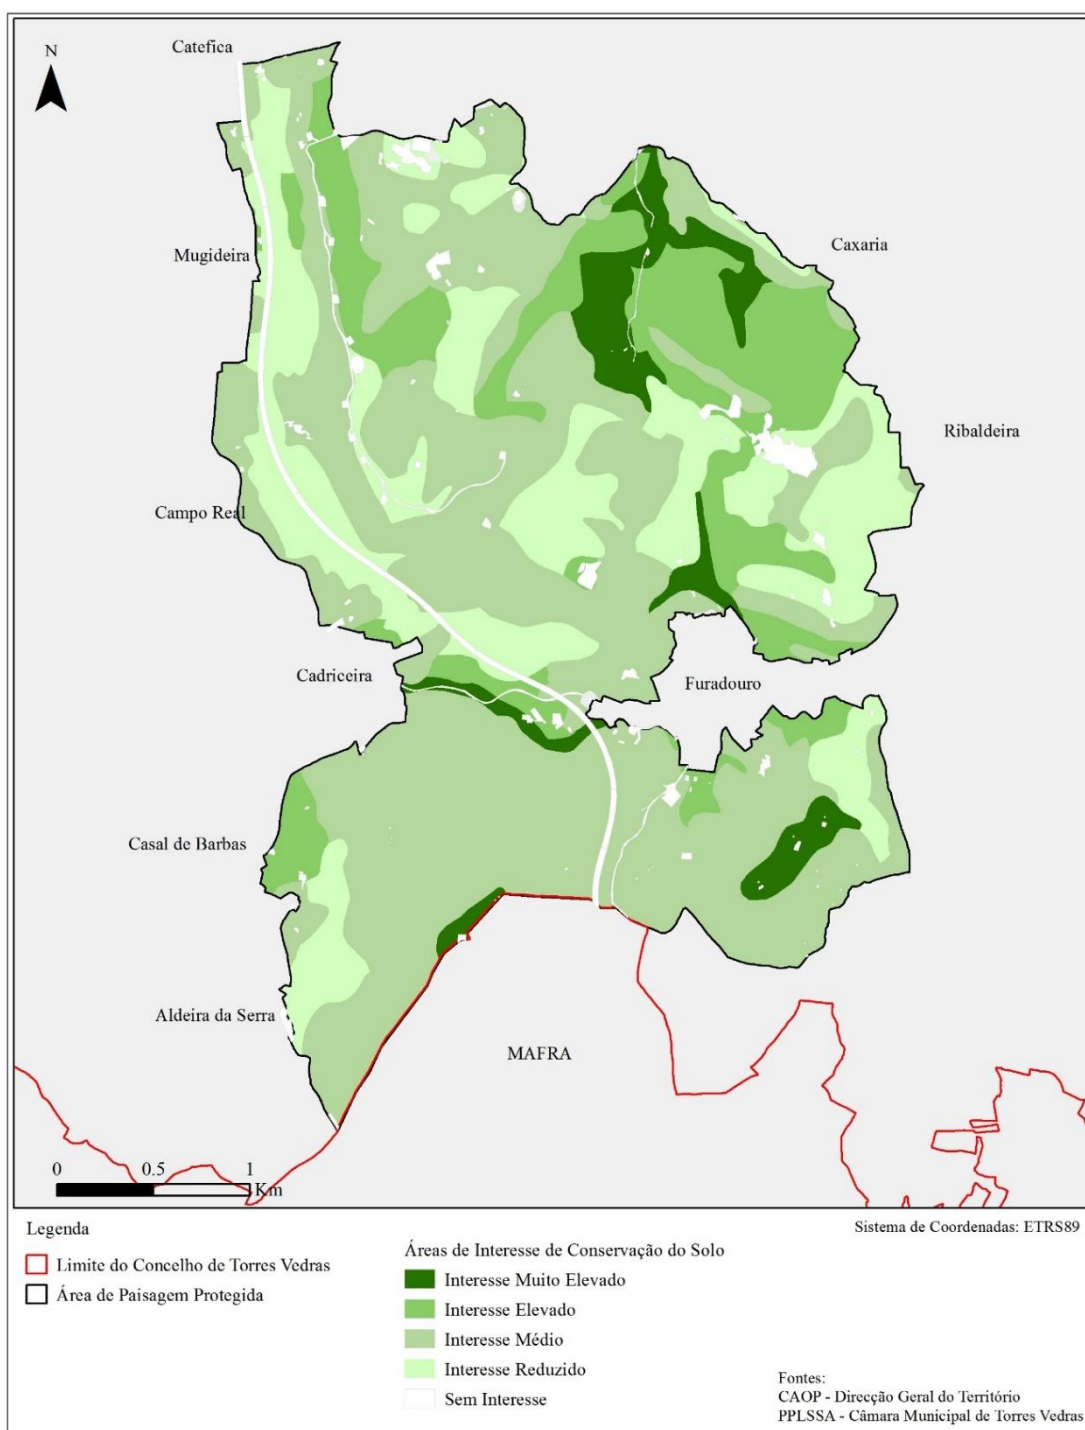 N
Catefica
Mugideira
Caxaria
Ribaldeira
Campo Real
Cadriceira
Furadouro
Casal de Barbas
Aldeira da Serra
MAFRA
0 0.5 1
Km
Legenda
Limite do Concelho de Torres Vedras
Área de Paisagem Protegida
Áreas de Interesse de Conservação do Solo
Interesse Muito Elevado
Interesse Elevado
Interesse Médio
Interesse Reduzido
Sem Interesse
Sistema de Coordenadas: ETRS89
Fontes:
CAOP - Direcção Geral do Território
PPLSSA - Câmara Municipal de Torres Vedras